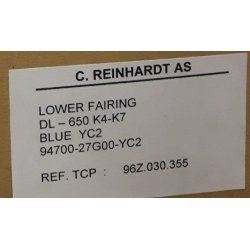 C. REINHARDT AS
LOWER FAIRING
DL – 650 K4-K7
BLUE YC2
94700-27G00-YC2
REF. TCP : 96Z.030.355